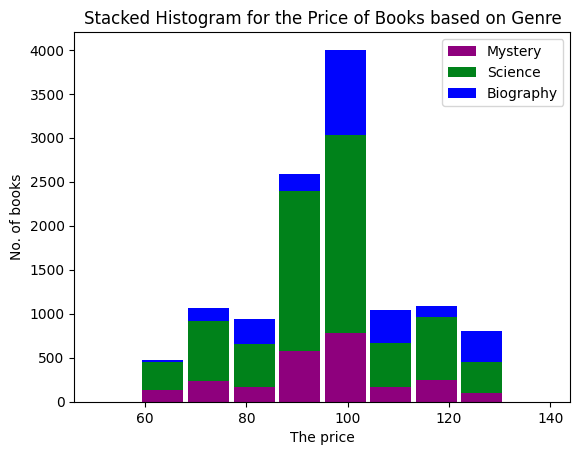 Stacked Histogram for the Price of Books based on Genre
Mystery
Science
Biography
No. of books
4000
3500
3000
2500
2000
1500
1000
500
0
60 80 100 120 140
The price